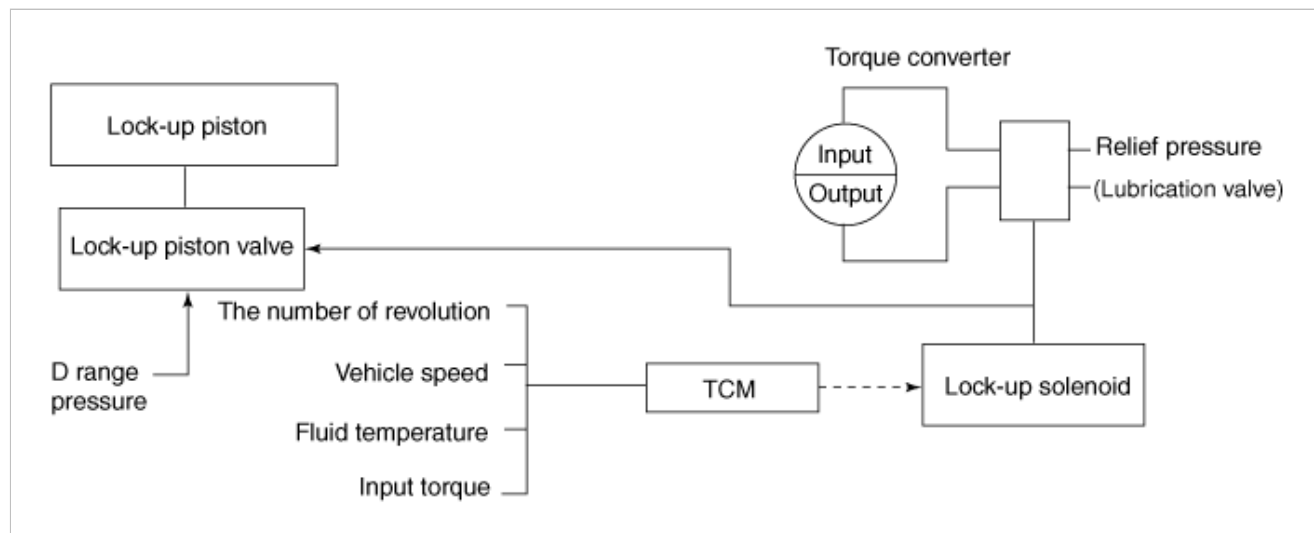 Torque converter
Lock-up piston
Input
Output
Relief pressure
(Lubrication valve)
Lock-up piston valve
The number of revolution
D range
pressure
Vehicle speed
TCM
Lock-up solenoid
Fluid temperature
Input torque